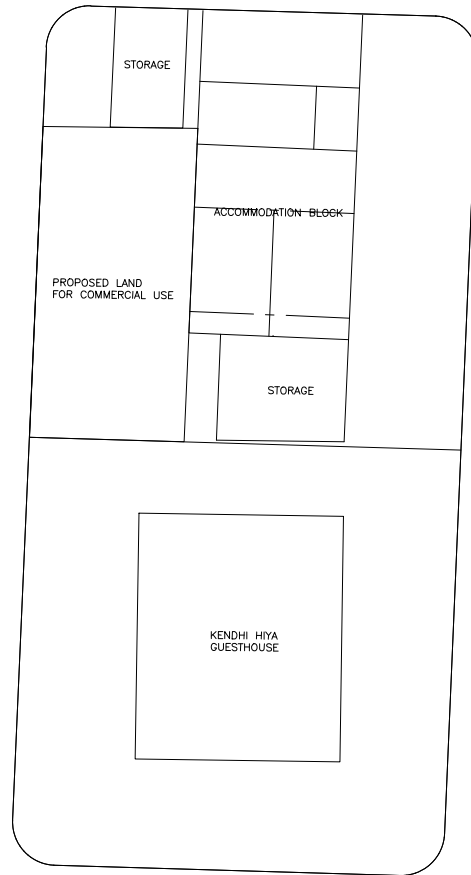 STORAGE
ACCOMMODATION BLOCK
PROPOSED LAND
FOR COMMERCIAL USE
STORAGE
KENDHI HIYA
GUESTHOUSE